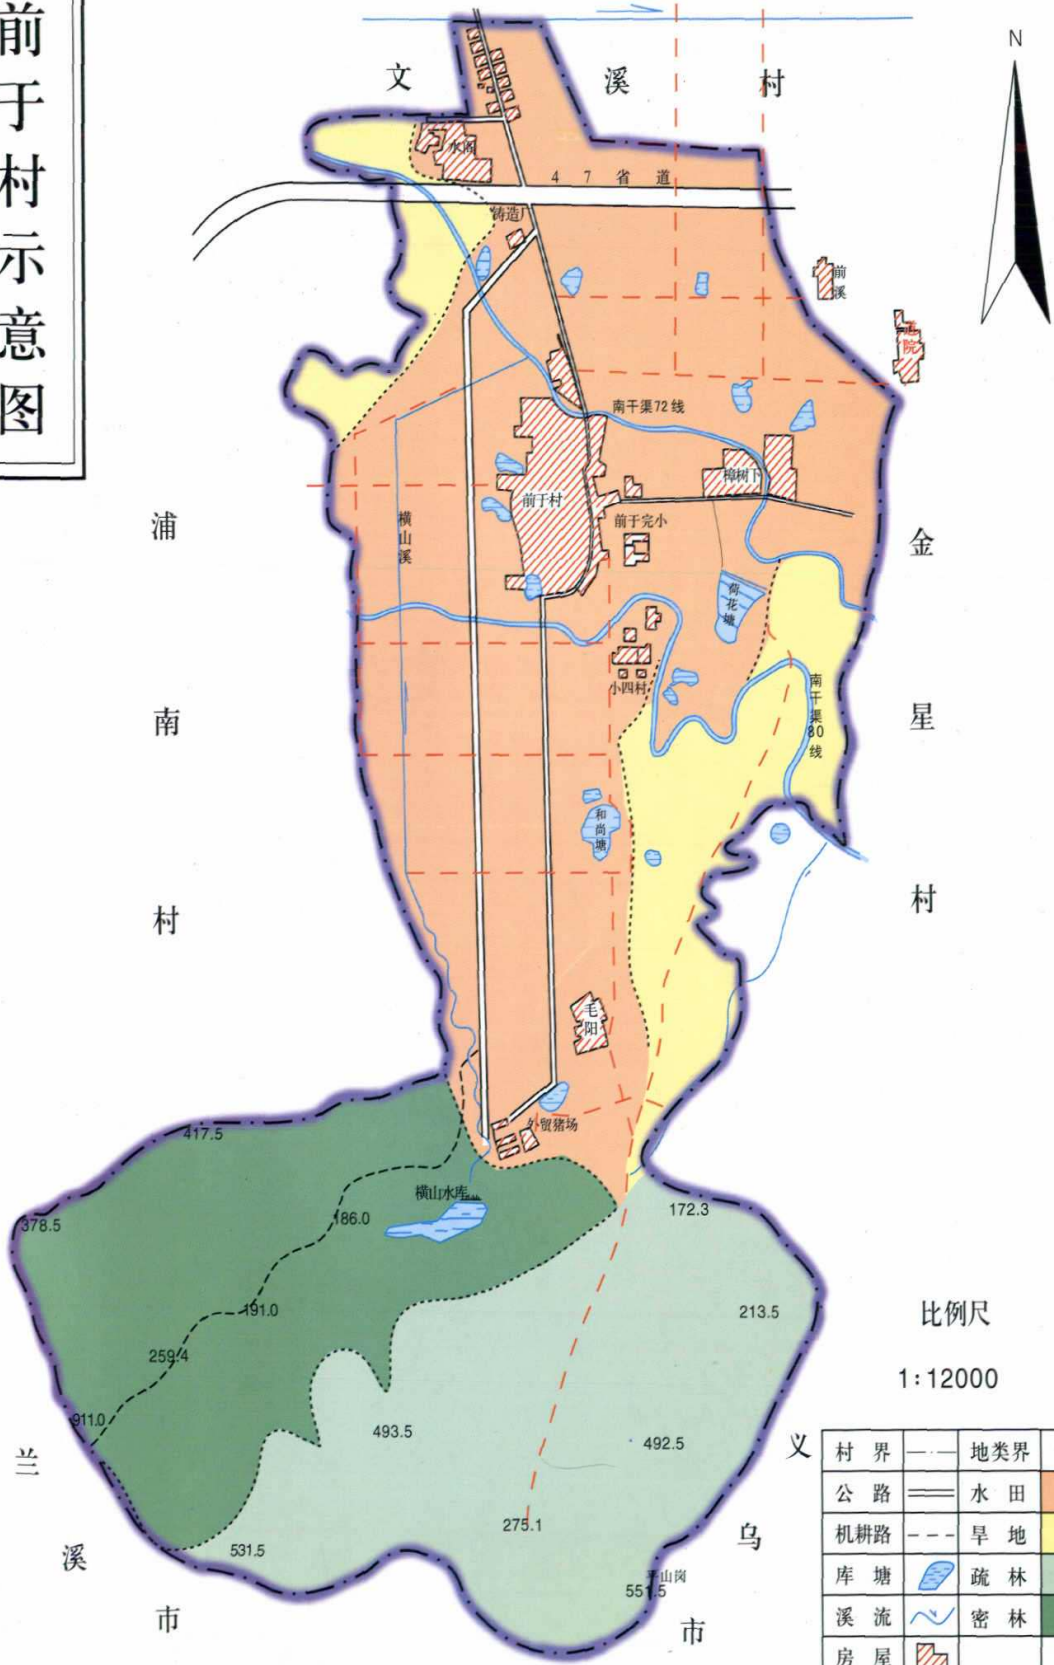 前于村示意图
N
文溪村
水阁
47省道
铸造厂
前溪
南干渠72线
樟树下
前于村
前于完小
横山溪
荷花塘
浦南村
金星村
小四村
南干渠80线
和尚塘
毛阳
外贸猪场
横山水库
417.5
378.5
186.0
172.3
191.0
213.5
259.4
911.0
493.5
492.5
275.1
531.5
551.5
兰溪市
义乌市
比例尺
1:12000
村界 地类界
公路 水田
机耕路 旱地
库塘 疏林
溪流 密林
房屋